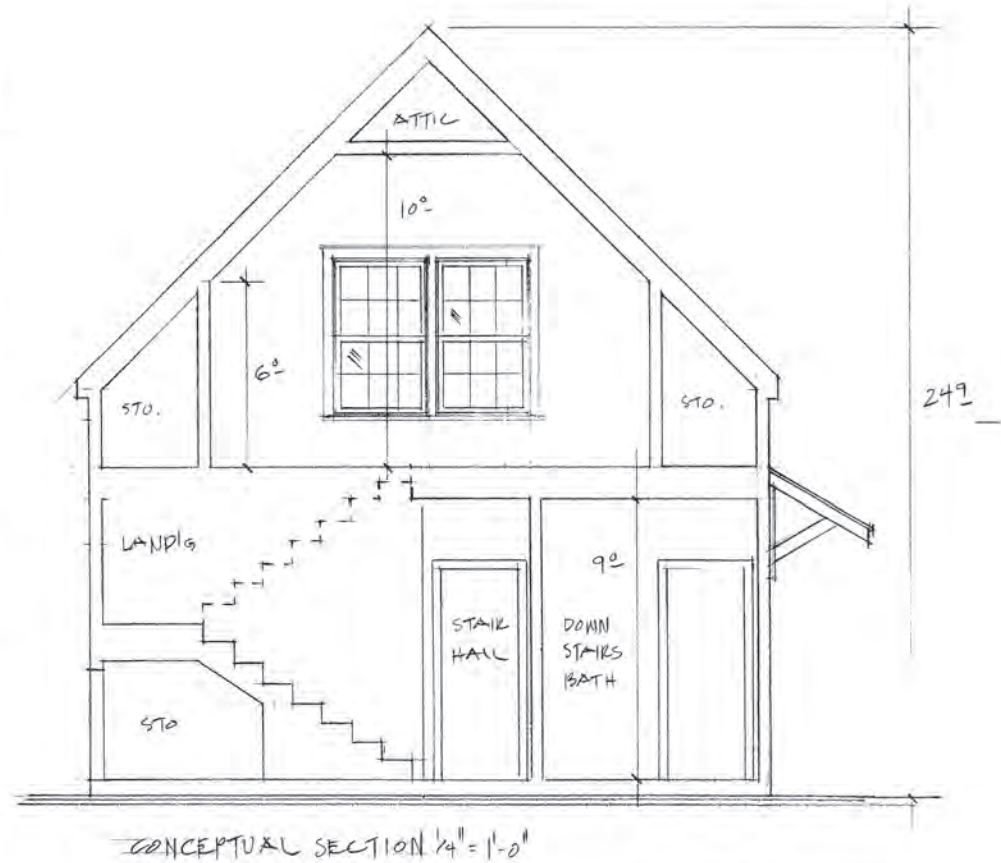 ATTIC
10⁰
6⁰
STO.
STO.
24⁹
LANDIG
9⁰
STAIR
HALL
DOWN
STAIRS
BATH
STO
CONCEPTUAL SECTION 1/4" = 1'-0"